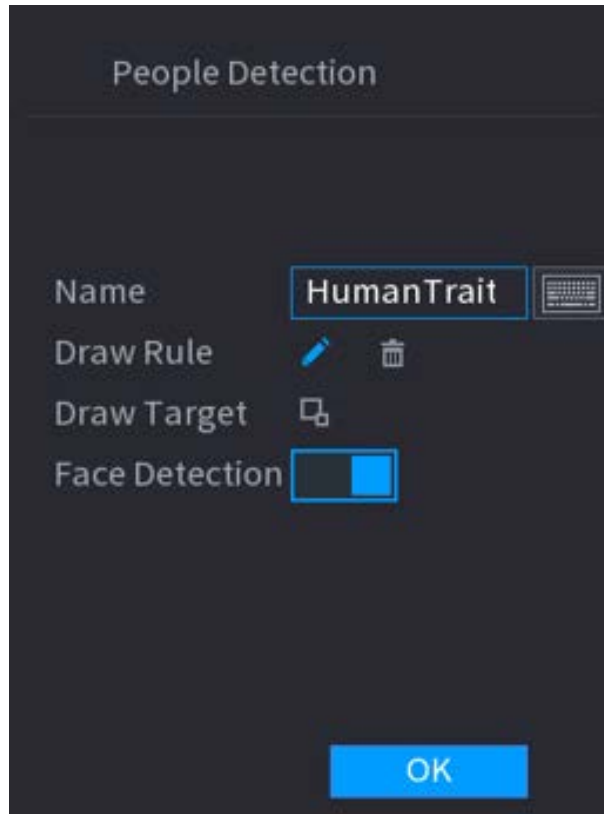 People Detection
Name HumanTrait
Draw Rule
Draw Target
Face Detection
OK